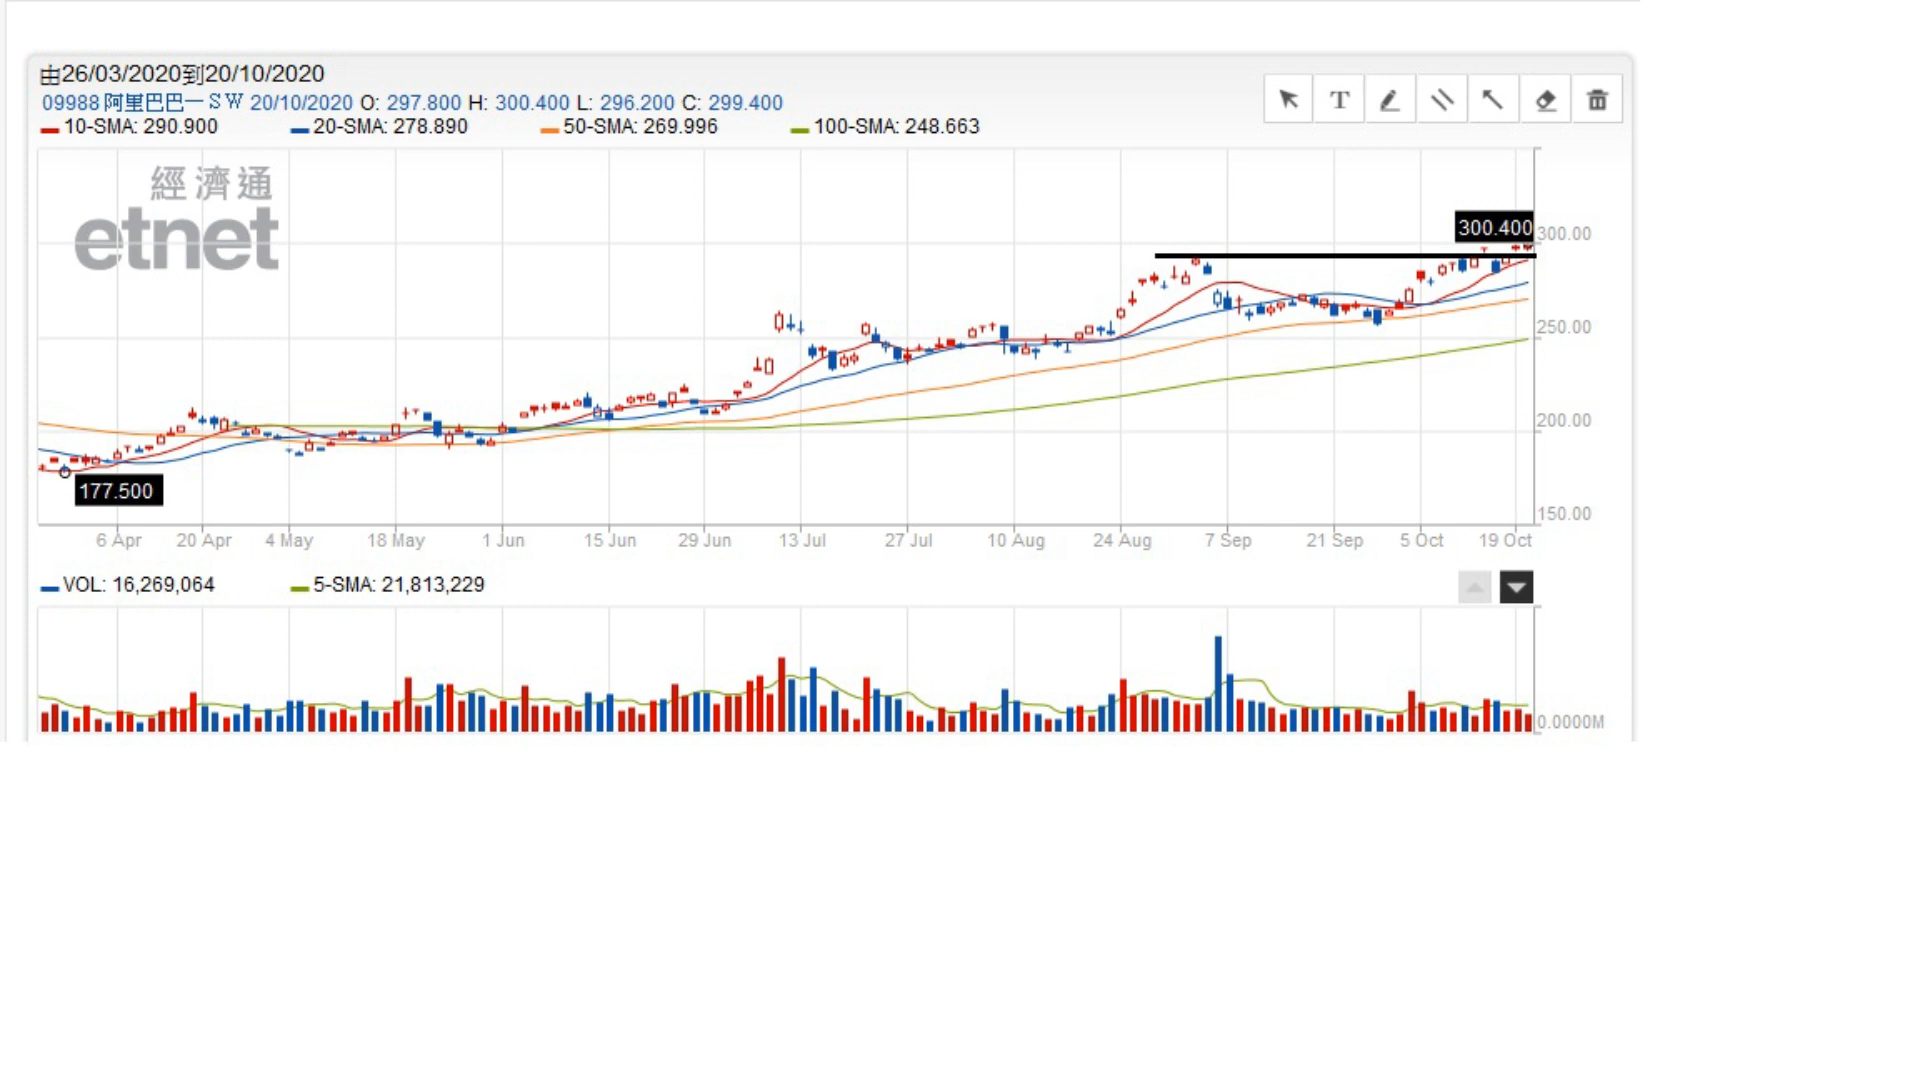 由26/03/2020到20/10/2020
09988阿里巴巴－ＳＷ 20/10/2020 O: 297.800 H: 300.400 L: 296.200 C: 299.400
10-SMA: 290.900 20-SMA: 278.890 50-SMA: 269.996 100-SMA: 248.663
T
經濟通
etnet
300.400
300.00
250.00
200.00
177.500
150.00
6 Apr 20 Apr 4 May 18 May 1 Jun 15 Jun 29 Jun 13 Jul 27 Jul 10 Aug 24 Aug 7 Sep 21 Sep 5 Oct 19 Oct
VOL: 16,269,064 5-SMA: 21,813,229
0.0000M